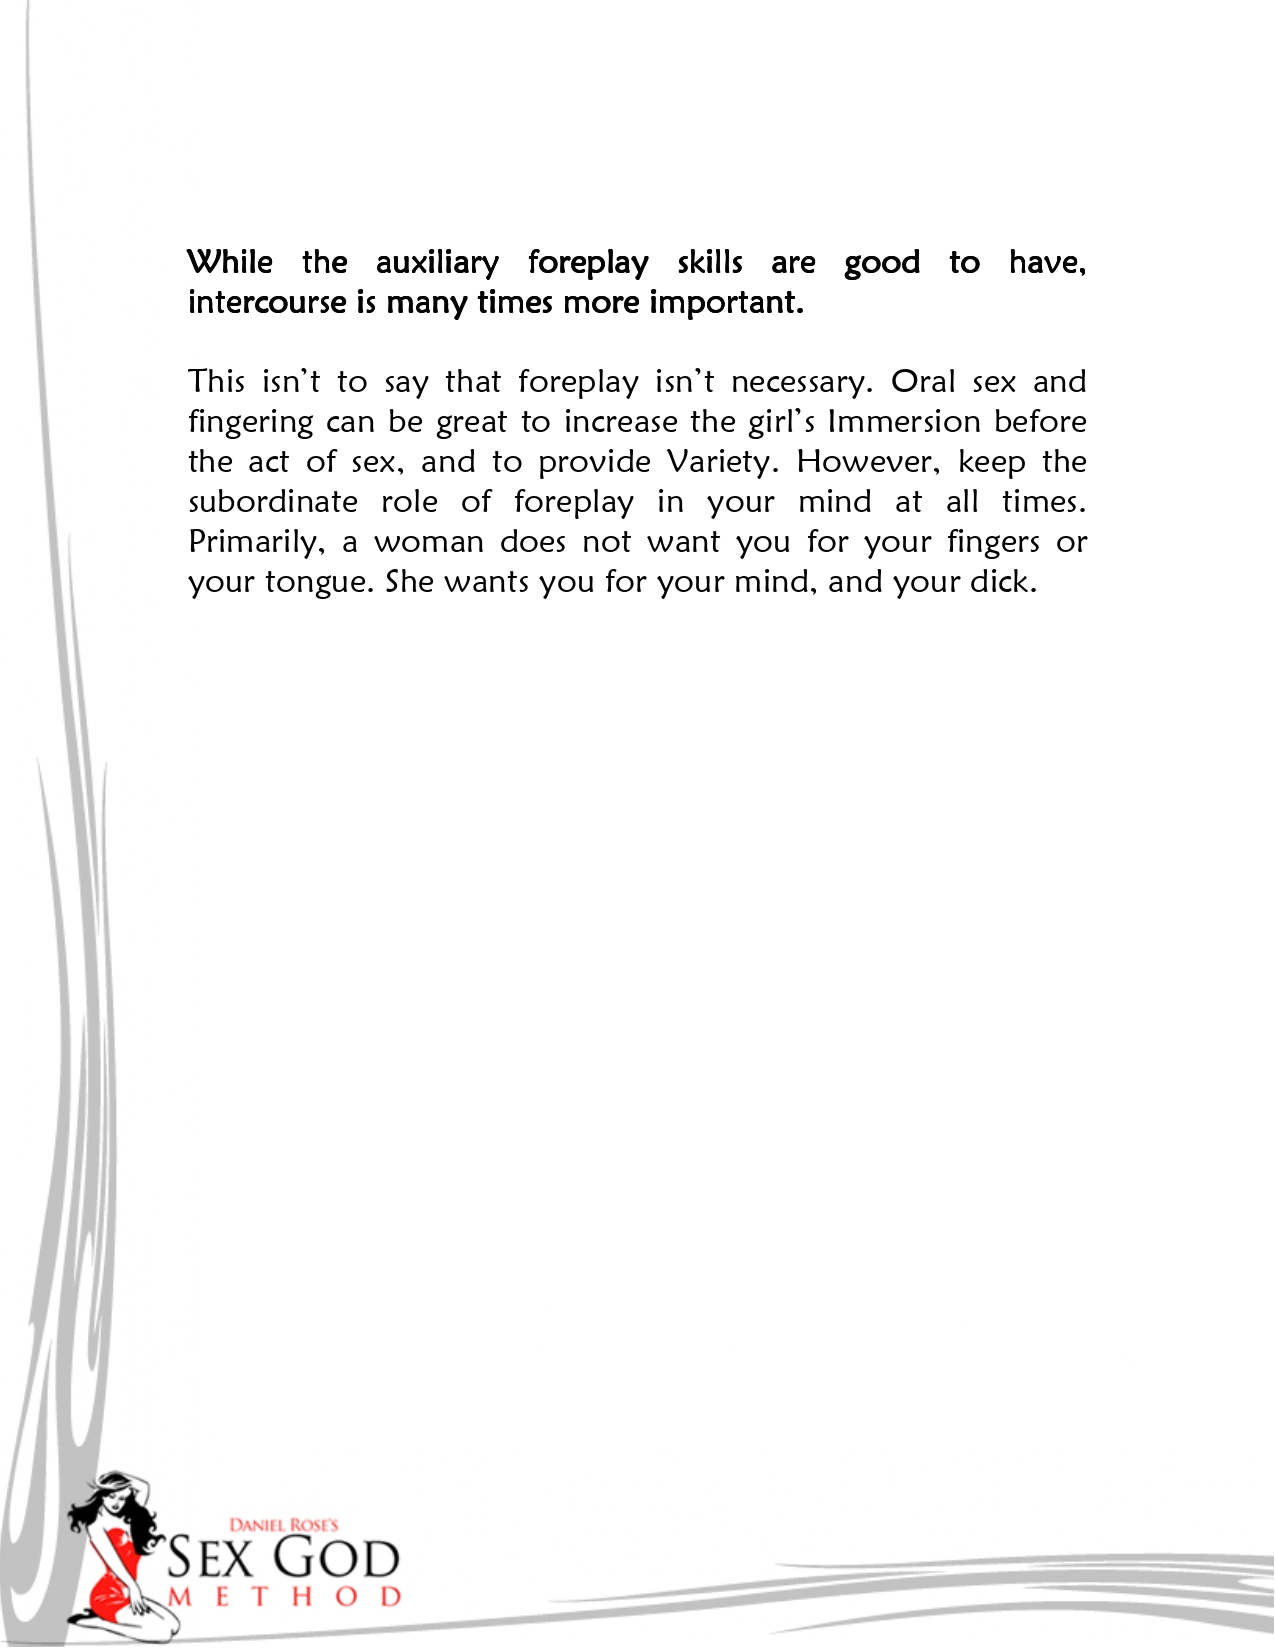 While the auxiliary foreplay skills are good to have,
intercourse is many times more important.
This isn’t to say that foreplay isn’t necessary. Oral sex and
fingering can be great to increase the girl’s Immersion before
the act of sex, and to provide Variety. However, keep the
subordinate role of foreplay in your mind at all times.
Primarily, a woman does not want you for your fingers or
your tongue. She wants you for your mind, and your dick.
DANIEL ROSE’S
SEX GOD
METHOD